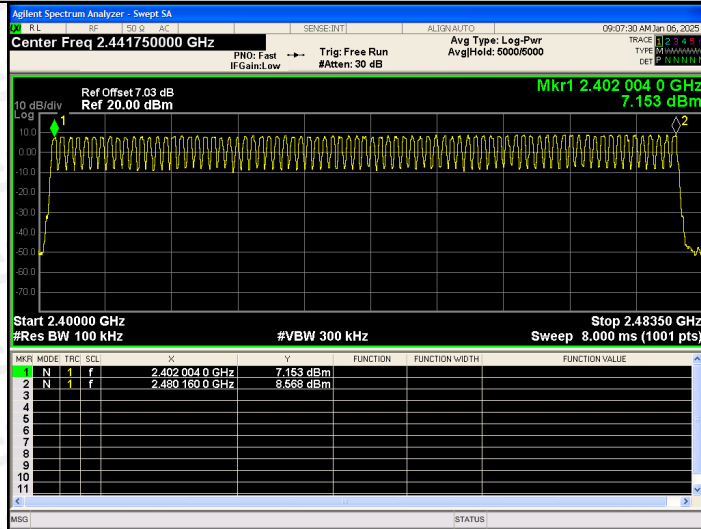 Agilent Spectrum Analyzer - Swept SA
RL RF 50 Ω AC SENSE:INT ALIGNAUTO 09:07:30 AM Jan 06, 2025
Center Freq 2.441750000 GHz Avg Type: Log-Pwr TRACE 1 2 3 4 5
PNO: Fast Trig: Free Run Avg|Hold: 5000/5000 TYPE M
IFGain:Low #Atten: 30 dB DET P N N N N
Mkr1 2.402 004 0 GHz
Ref Offset 7.03 dB
10 dB/div Ref 20.00 dBm 7.153 dBm
Log
1 2
10.0
0.00
-10.0
-20.0
-30.0
-40.0
-50.0
-60.0
-70.0
Start 2.40000 GHz Stop 2.48350 GHz
#Res BW 100 kHz #VBW 300 kHz Sweep 8.000 ms (1001 pts)
MKR MODE TRC SCL X Y FUNCTION FUNCTION WIDTH FUNCTION VALUE
1 N 1 f 2.402 004 0 GHz 7.153 dBm
2 N 1 f 2.480 160 0 GHz 8.568 dBm
3
4
5
6
7
8
9
10
11
MSG STATUS